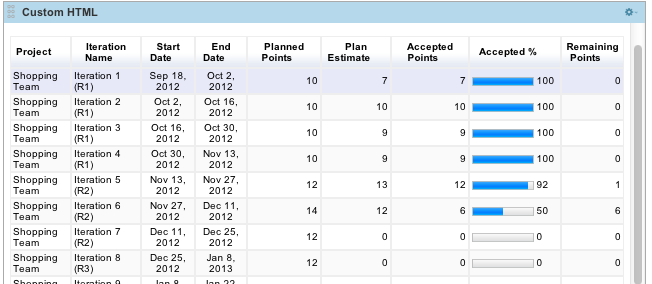 Custom HTML
Project Iteration Name Start Date End Date Planned Points Plan Estimate Accepted Points Accepted % Remaining Points
Shopping Team Iteration 1 (R1) Sep 18, 2012 Oct 2, 2012 10 7 7 100 0
Shopping Team Iteration 2 (R1) Oct 2, 2012 Oct 16, 2012 10 10 10 100 0
Shopping Team Iteration 3 (R1) Oct 16, 2012 Oct 30, 2012 10 9 9 100 0
Shopping Team Iteration 4 (R1) Oct 30, 2012 Nov 13, 2012 10 9 9 100 0
Shopping Team Iteration 5 (R2) Nov 13, 2012 Nov 27, 2012 12 13 12 92 1
Shopping Team Iteration 6 (R2) Nov 27, 2012 Dec 11, 2012 14 12 6 50 6
Shopping Team Iteration 7 (R2) Dec 11, 2012 Dec 25, 2012 12 0 0 0 0
Shopping Team Iteration 8 (R3) Dec 25, 2012 Jan 8, 2013 12 0 0 0 0
Shopping Iteration 9 Jan 8, Jan 22,